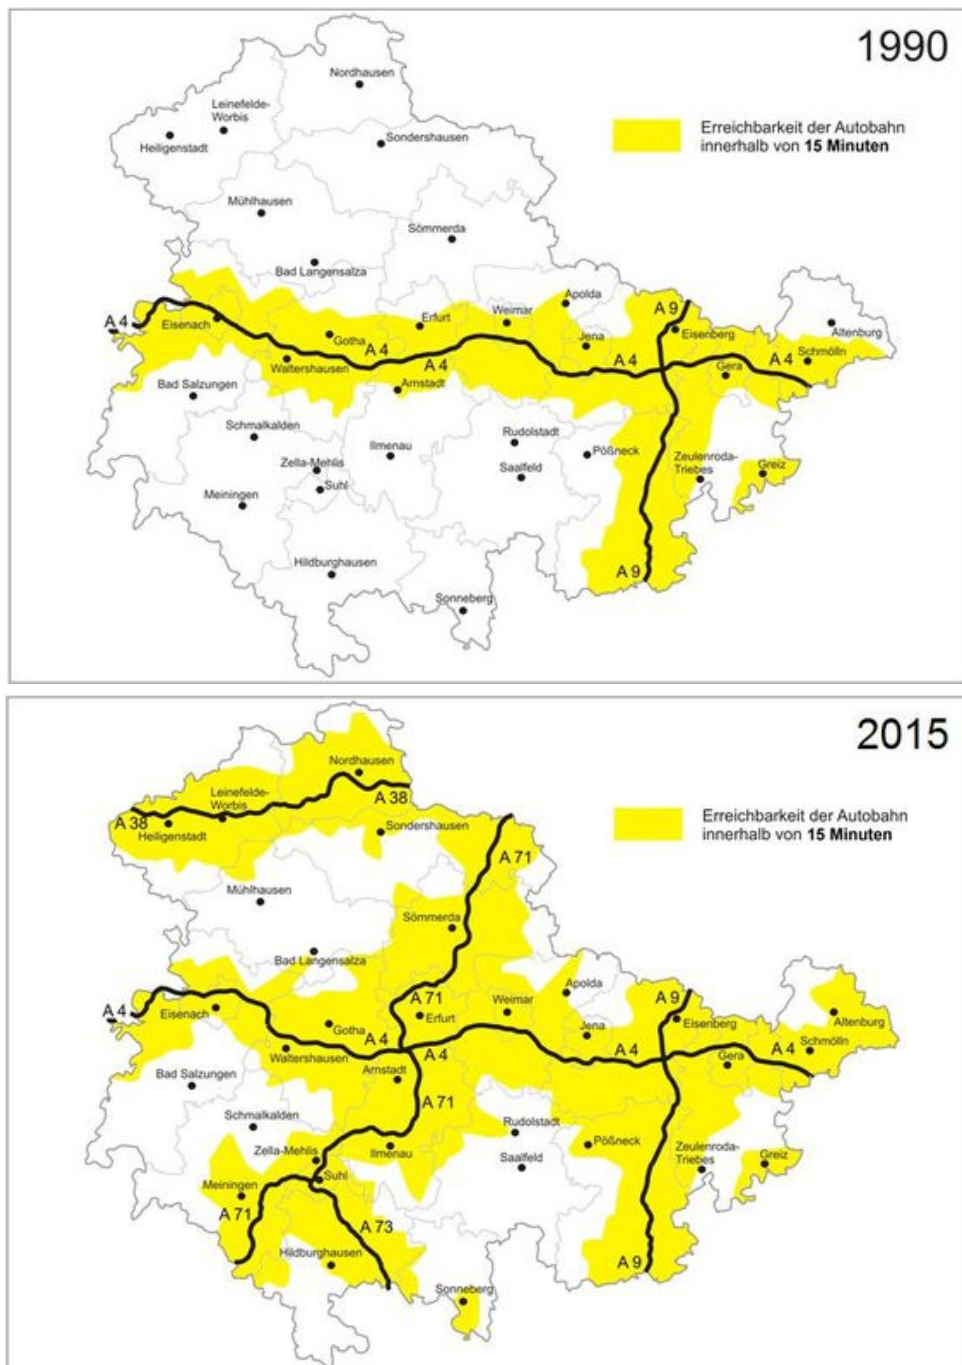 1990
Nordhausen
Leinefelde-
Worbis
Heiligenstadt
Sondershausen
Erreichbarkeit der Autobahn
innerhalb von 15 Minuten
Mühlhausen
Sömmerda
Bad Langensalza
A 4
Eisenach
Gotha
A 4
Waltershausen
Erfurt
A 4
Arnstadt
Weimar
Apolda
Jena
A 4
A 9
Eisenberg
Gera
A 4
Schmölln
Altenburg
Bad Salzungen
Schmalkalden
Zella-Mehlis
Suhl
Meiningen
Ilmenau
Rudolstadt
Saalfeld
Pößneck
Zeulenroda-
Triebes
Greiz
Hildburghausen
Sonneberg
A 9
2015
Nordhausen
Leinefelde-
Worbis
A 38
A 38
Heiligenstadt
Sondershausen
Erreichbarkeit der Autobahn
innerhalb von 15 Minuten
A 71
Mühlhausen
Sömmerda
Bad Langensalza
A 4
Eisenach
Gotha
A 4
Waltershausen
A 71
Erfurt
A 4
Arnstadt
Weimar
Apolda
Jena
A 4
A 9
Eisenberg
Gera
A 4
Schmölln
Altenburg
Bad Salzungen
A 71
Schmalkalden
Zella-Mehlis
Suhl
Meiningen
A 71
Ilmenau
Rudolstadt
Saalfeld
Pößneck
Zeulenroda-
Triebes
Greiz
A 73
Hildburghausen
Sonneberg
A 9